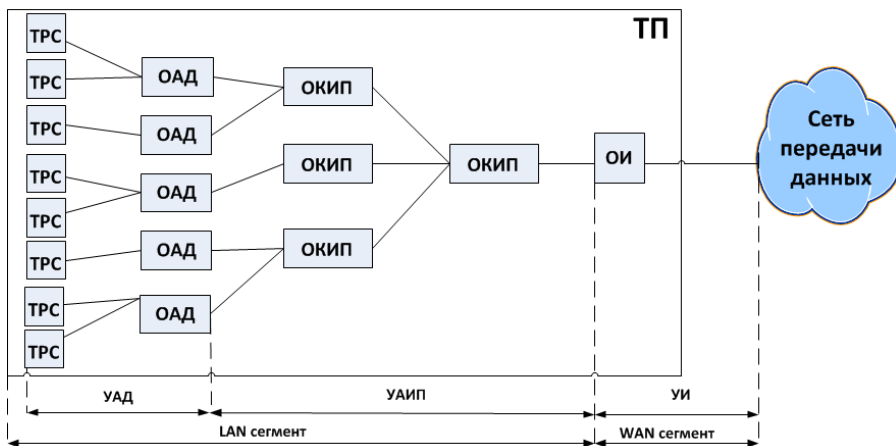 ТП
ТРС
ТРС
ТРС
ТРС
ТРС
ТРС
ТРС
ТРС
ОАД
ОАД
ОАД
ОАД
ОАД
ОКИП
ОКИП
ОКИП
ОКИП
ОИ
Сеть
передачи
данных
УАД
УАИП
УИ
LAN сегмент
WAN сегмент